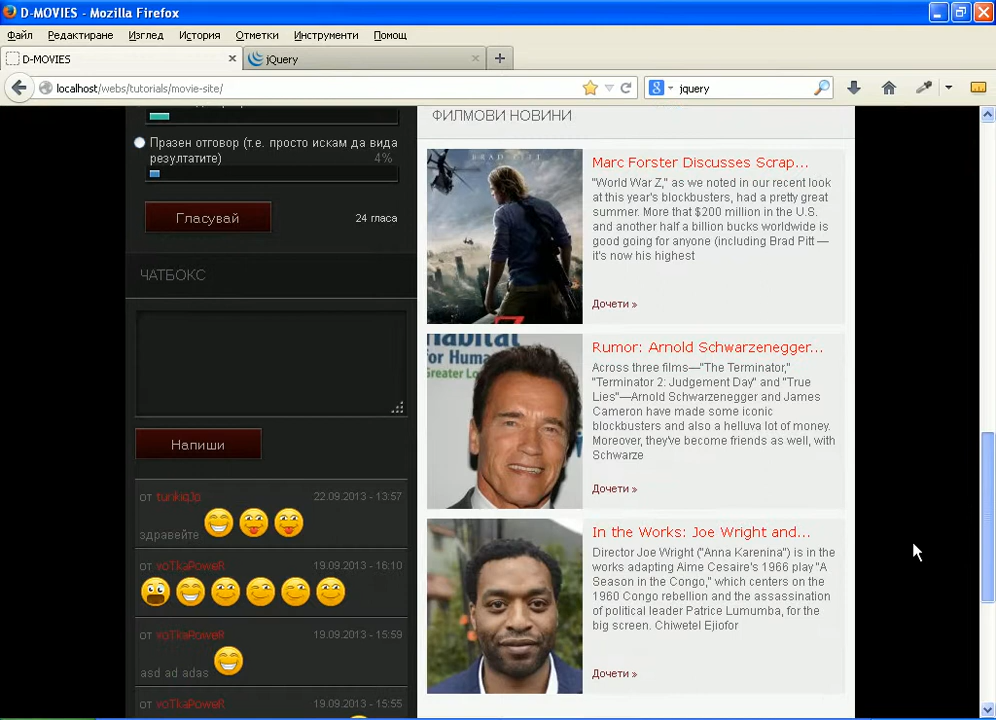 D-MOVIES - Mozilla Firefox
Файл Редактиране Изглед История Отметки Инструменти Помощ
D-MOVIES × jQuery × +
localhost/webs/tutorials/movie-site/ jquery
Празен отговор (т.е. просто искам да вида
резултатите) 4%
Гласувай 24 гласа
ЧАТБОКС
Напиши
от tunkiqJo 22.09.2013 - 13:57
здравейте
от voTkaPoweR 19.09.2013 - 16:10
от voTkaPoweR 19.09.2013 - 15:59
asd ad adas
от voTkaPoweR 19.09.2013 - 15:55
ФИЛМОВИ НОВИНИ
BRAD PITT
Marc Forster Discusses Scrap...
"World War Z," as we noted in our recent look
at this year's blockbusters, had a pretty great
summer. More that $200 million in the U.S.
and another half a billion bucks worldwide is
good going for anyone (including Brad Pitt —
it's now his highest
Дочети »
Habitat
for Huma
Greater Lo
Rumor: Arnold Schwarzenegger...
Across three films—"The Terminator,"
"Terminator 2: Judgement Day" and "True
Lies"—Arnold Schwarzenegger and James
Cameron have made some iconic
blockbusters and also a helluva lot of money.
Moreover, they've become friends as well, with
Schwarze
Дочети »
In the Works: Joe Wright and...
Director Joe Wright ("Anna Karenina") is in the
works adapting Aime Cesaire's 1966 play "A
Season in the Congo," which centers on the
1960 Congo rebellion and the assassination
of political leader Patrice Lumumba, for the
big screen. Chiwetel Ejiofor
Дочети »